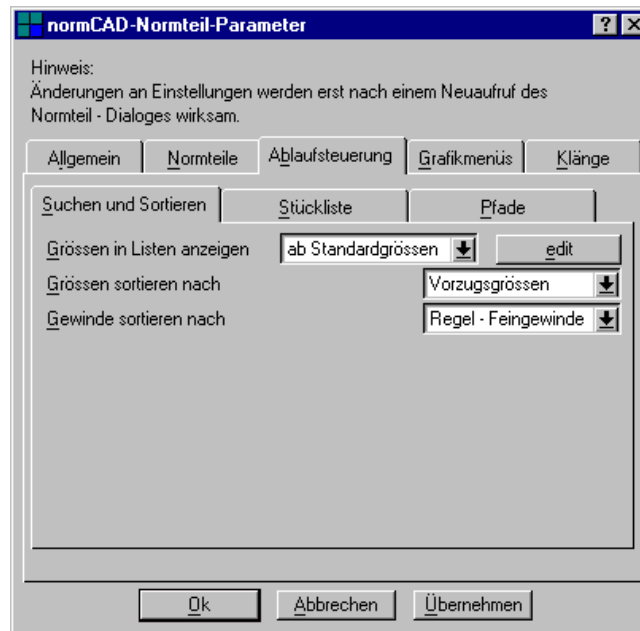 normCAD-Normteil-Parameter
Hinweis:
Änderungen an Einstellungen werden erst nach einem Neuaufruf des
Normteil - Dialoges wirksam.
Allgemein Normteile Ablaufsteuerung Grafikmenüs Klänge
Suchen und Sortieren Stückliste Pfade
Grössen in Listen anzeigen ab Standardgrössen edit
Grössen sortieren nach Vorzugsgrössen
Gewinde sortieren nach Regel - Feingewinde
Ok Abbrechen Übernehmen